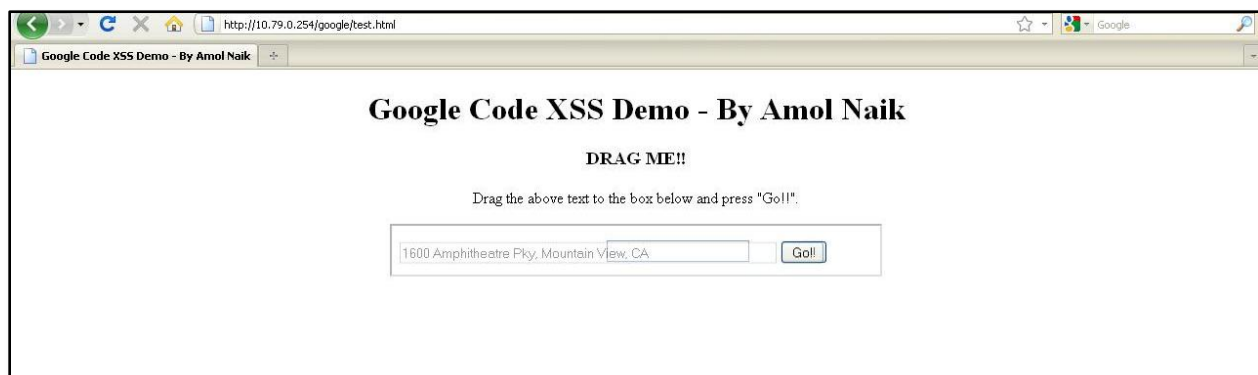 http://10.79.0.254/google/test.html
Google
Google Code XSS Demo - By Amol Naik
Google Code XSS Demo - By Amol Naik
DRAG ME!!
Drag the above text to the box below and press "Go!!".
1600 Amphitheatre Pky, Mountain View, CA
Go!!